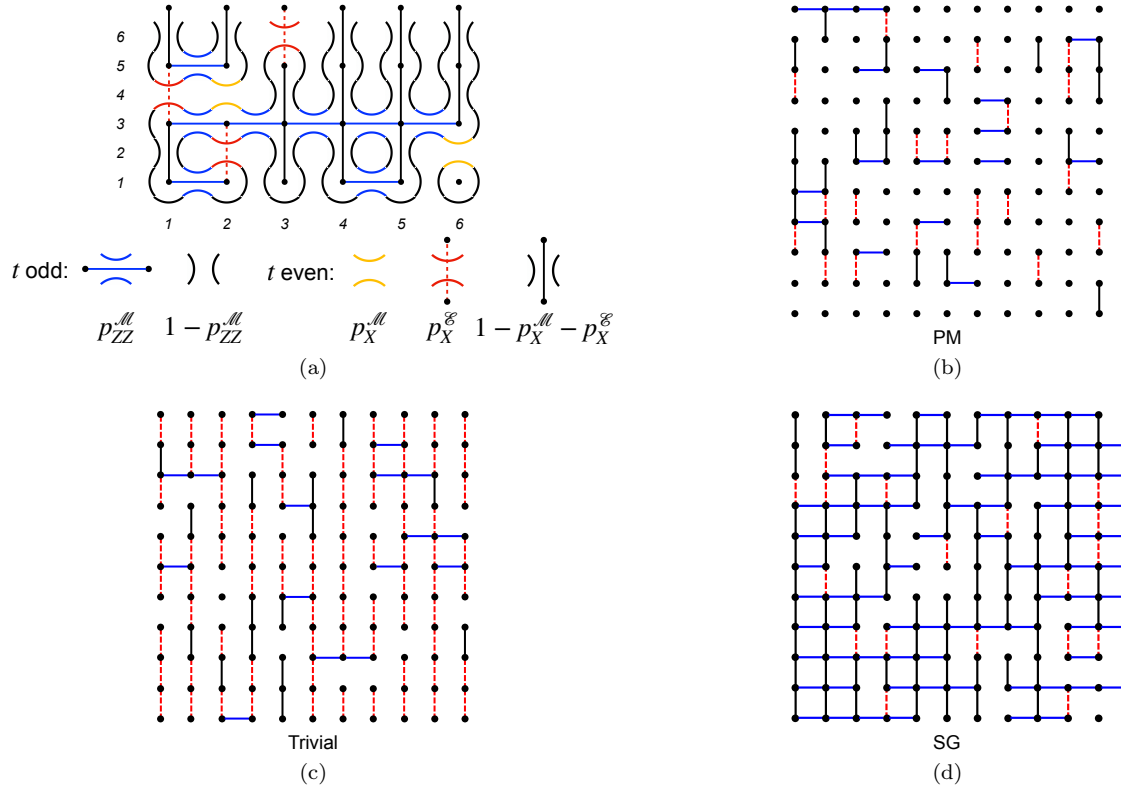 6
5
4
3
2
1
1 2 3 4 5 6
t odd: t even:
p_{ZZ}^ℳ 1 − p_{ZZ}^ℳ p_X^ℳ p_X^ℰ 1 − p_X^ℳ − p_X^ℰ
(a)
PM
(b)
Trivial
(c)
SG
(d)